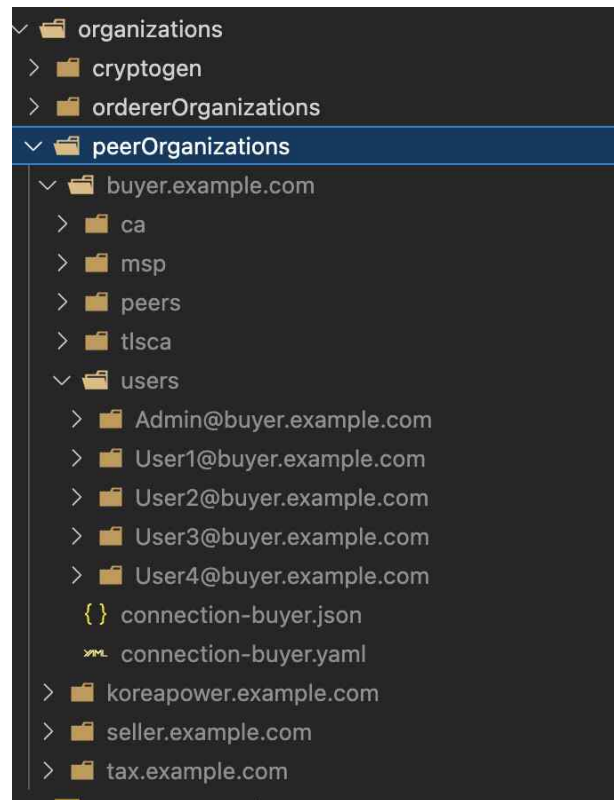 organizations
cryptogen
ordererOrganizations
peerOrganizations
buyer.example.com
ca
msp
peers
tlsca
users
Admin@buyer.example.com
User1@buyer.example.com
User2@buyer.example.com
User3@buyer.example.com
User4@buyer.example.com
{} connection-buyer.json
YAML connection-buyer.yaml
koreapower.example.com
seller.example.com
tax.example.com